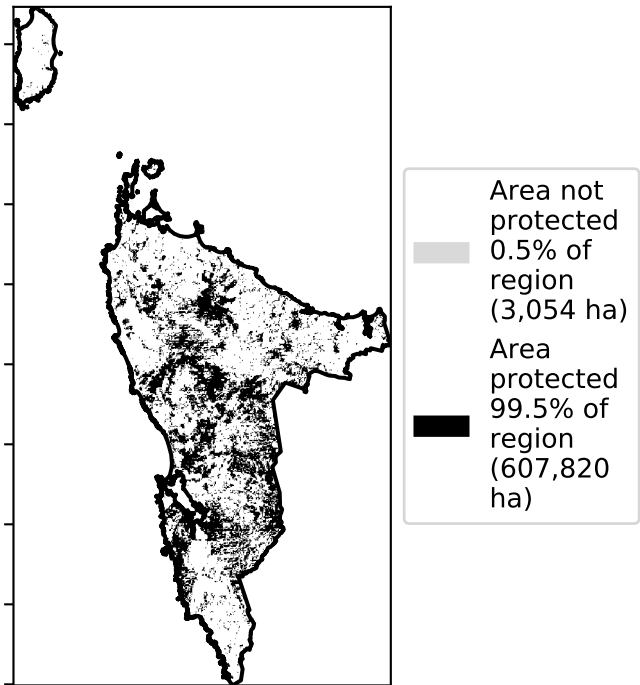 Area not
protected
0.5% of
region
(3,054 ha)
Area
protected
99.5% of
region
(607,820
ha)